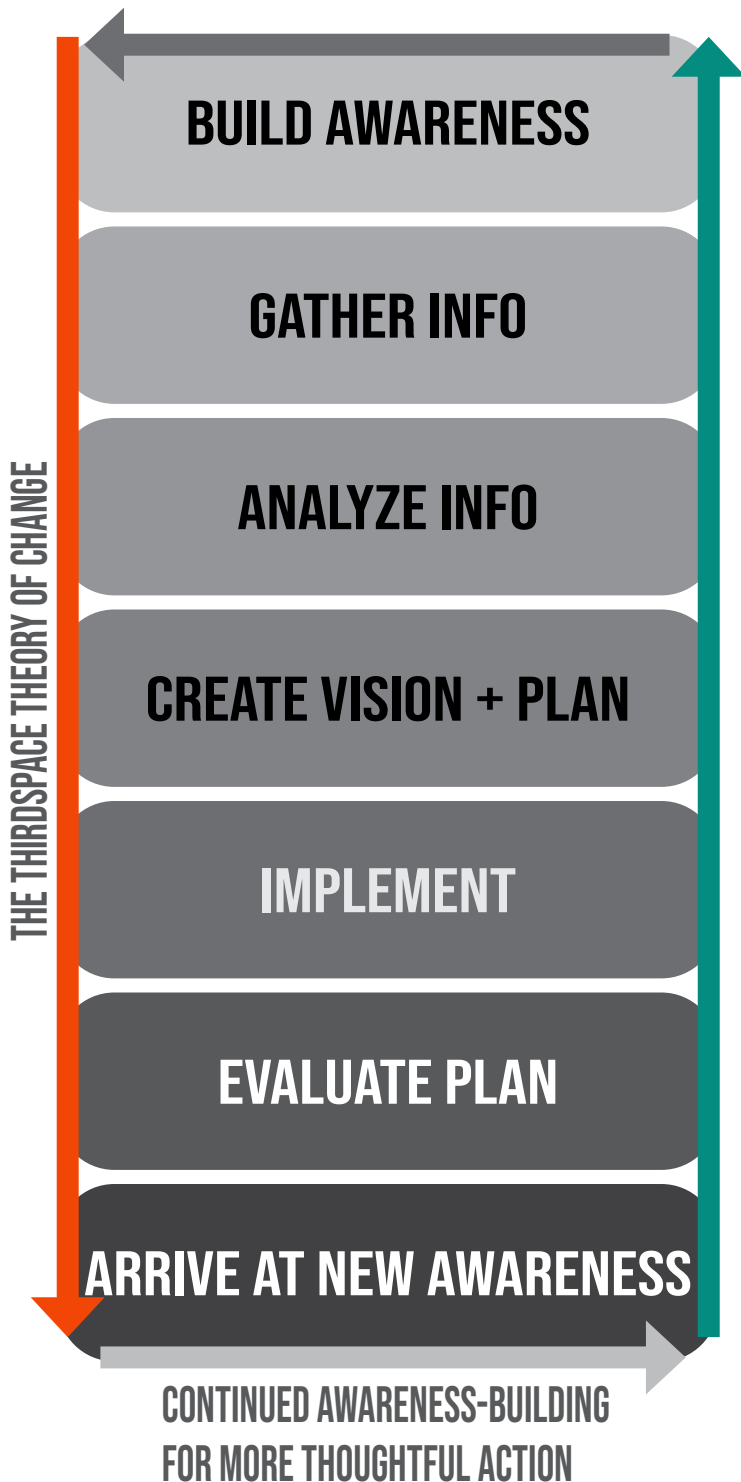 BUILD AWARENESS
GATHER INFO
ANALYZE INFO
CREATE VISION + PLAN
IMPLEMENT
EVALUATE PLAN
ARRIVE AT NEW AWARENESS
THE THIRDSPACE THEORY OF CHANGE
CONTINUED AWARENESS-BUILDING
FOR MORE THOUGHTFUL ACTION